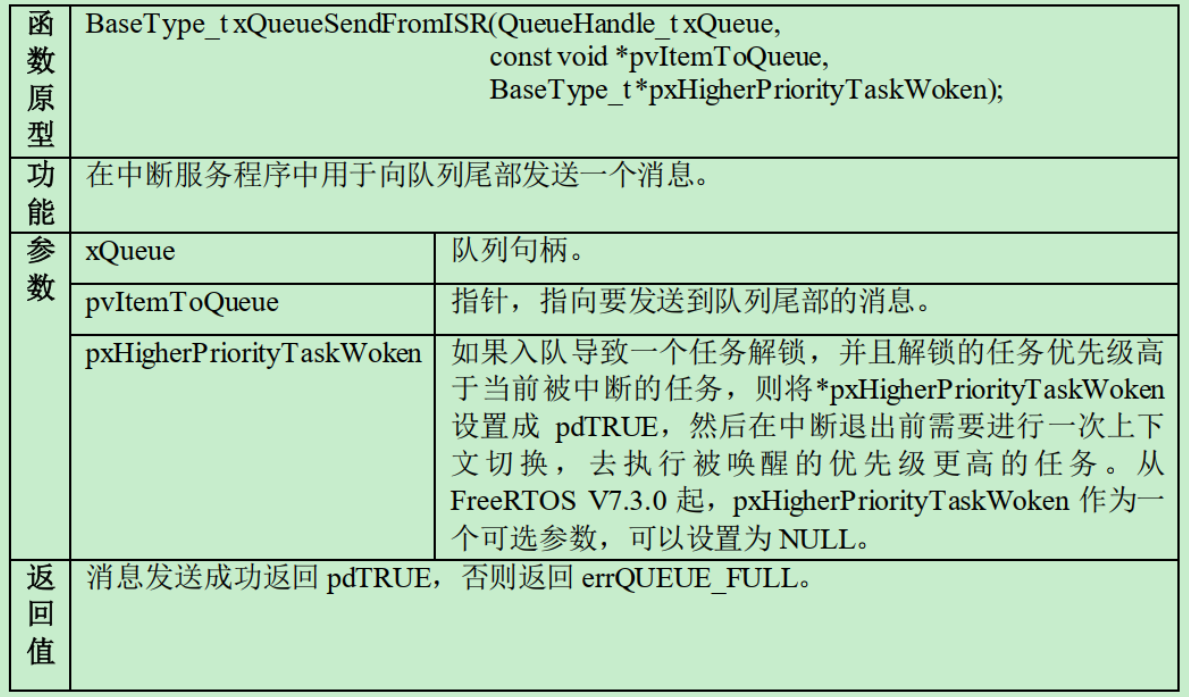 函数原型
BaseType_t xQueueSendFromISR(QueueHandle_t xQueue,
const void *pvItemToQueue,
BaseType_t *pxHigherPriorityTaskWoken);
功能
在中断服务程序中用于向队列尾部发送一个消息。
参数
xQueue
队列句柄。
pvItemToQueue
指针，指向要发送到队列尾部的消息。
pxHigherPriorityTaskWoken
如果入队导致一个任务解锁，并且解锁的任务优先级高
于当前被中断的任务，则将*pxHigherPriorityTaskWoken
设置成 pdTRUE，然后在中断退出前需要进行一次上下
文切换，去执行被唤醒的优先级更高的任务。从
FreeRTOS V7.3.0 起，pxHigherPriorityTaskWoken 作为一
个可选参数，可以设置为 NULL。
返回值
消息发送成功返回 pdTRUE，否则返回 errQUEUE_FULL。